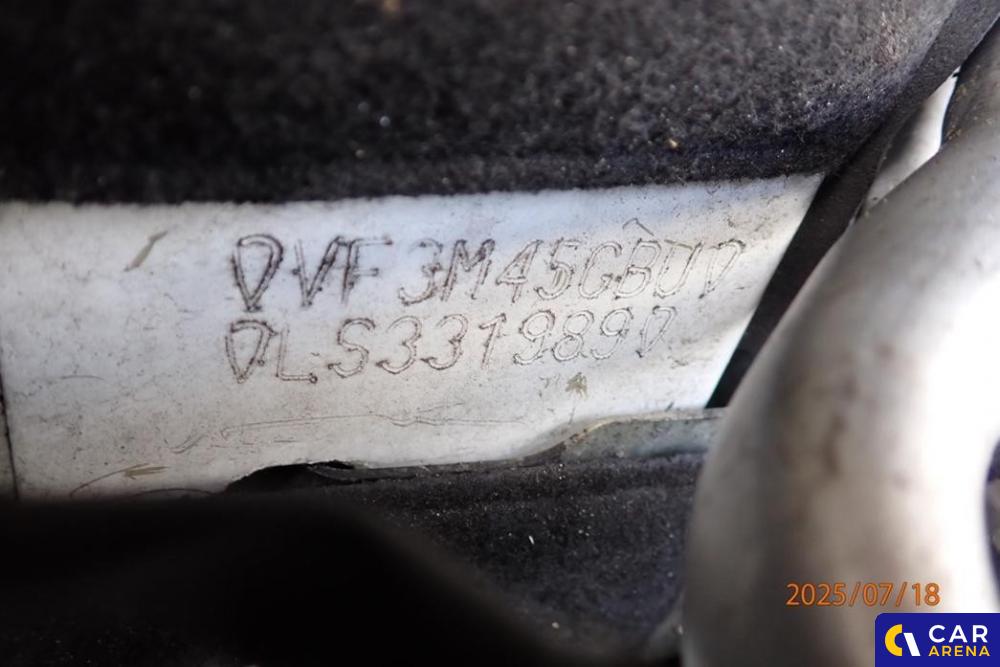 VF3M45GBU
LS331989
2025/07/18
CAR
ARENA